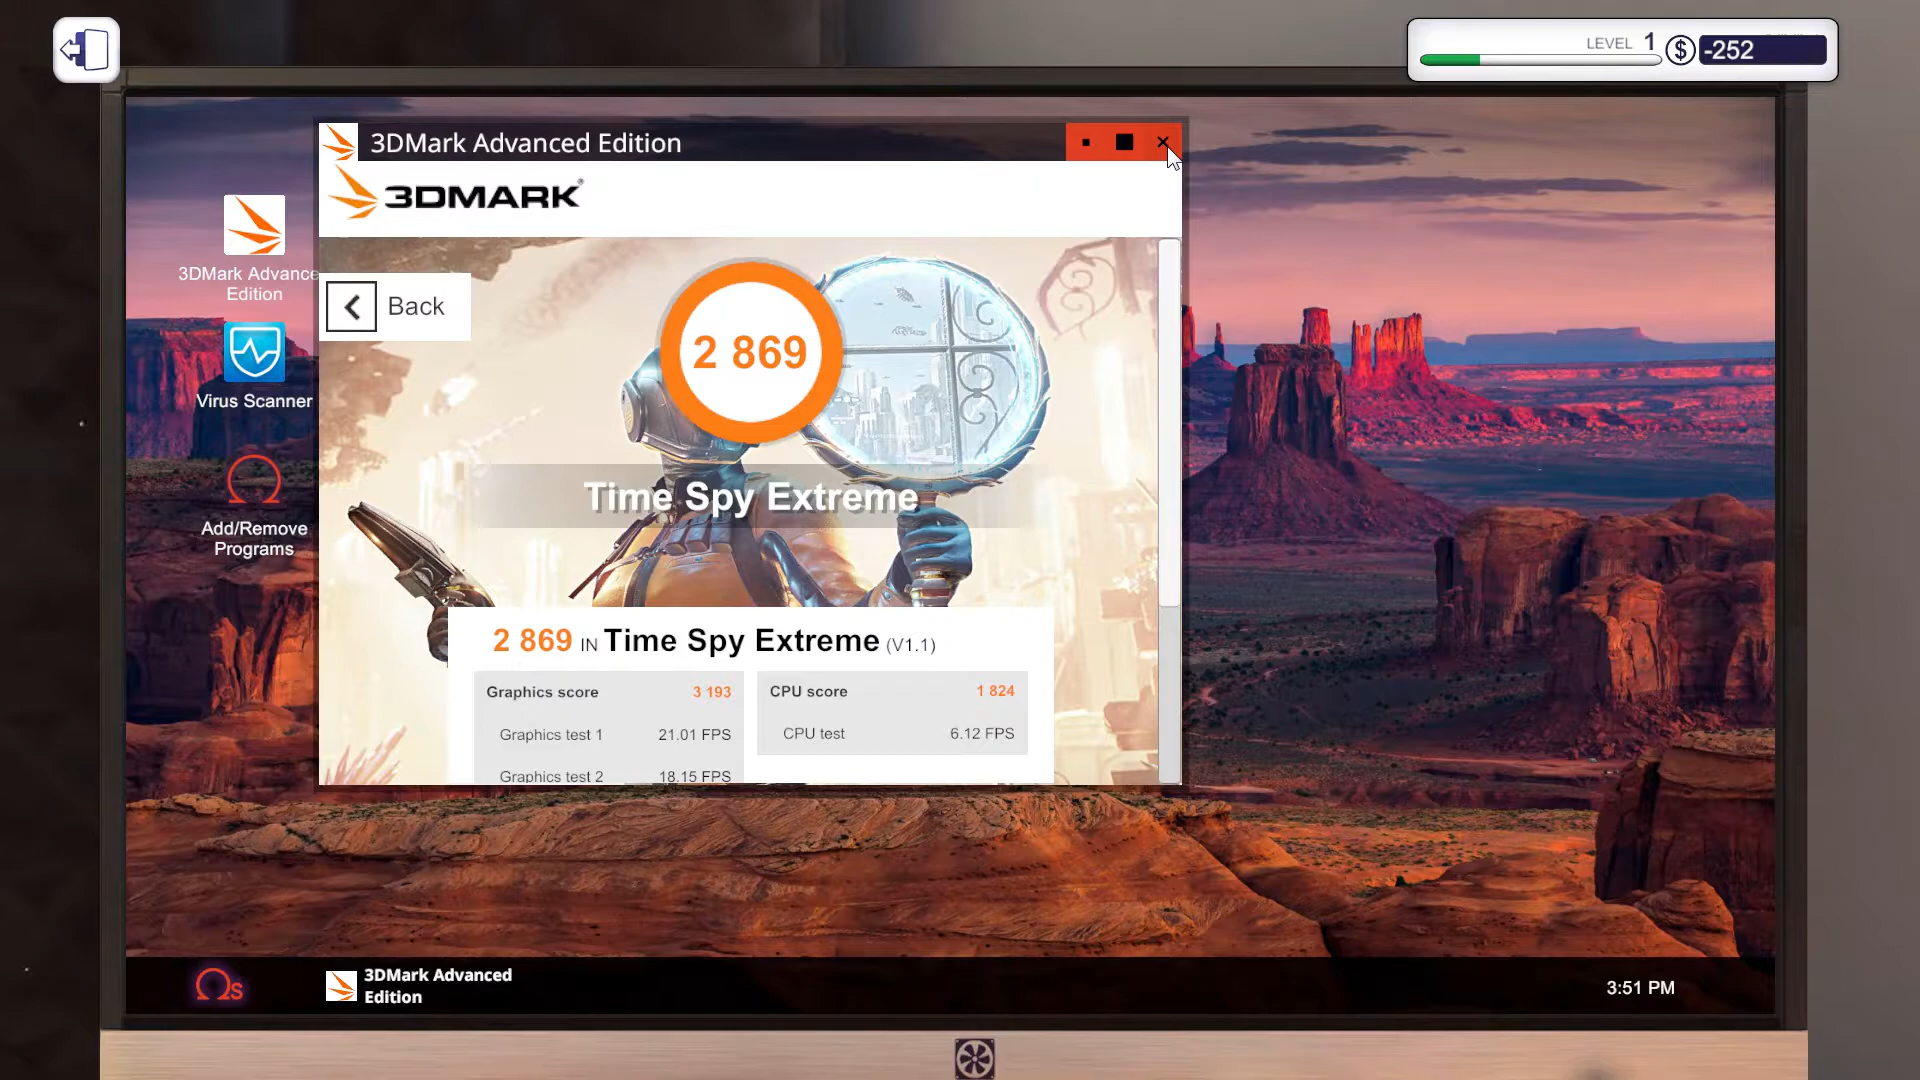 LEVEL 1
$ -252
3DMark Advanced Edition
3DMARK
3DMark Advance
Edition
Back
2 869
Virus Scanner
Time Spy Extreme
Add/Remove
Programs
2 869 IN Time Spy Extreme (V1.1)
Graphics score 3 193
CPU score 1 824
Graphics test 1 21.01 FPS
CPU test 6.12 FPS
Graphics test 2 18.15 FPS
Ωs
3DMark Advanced
Edition
3:51 PM